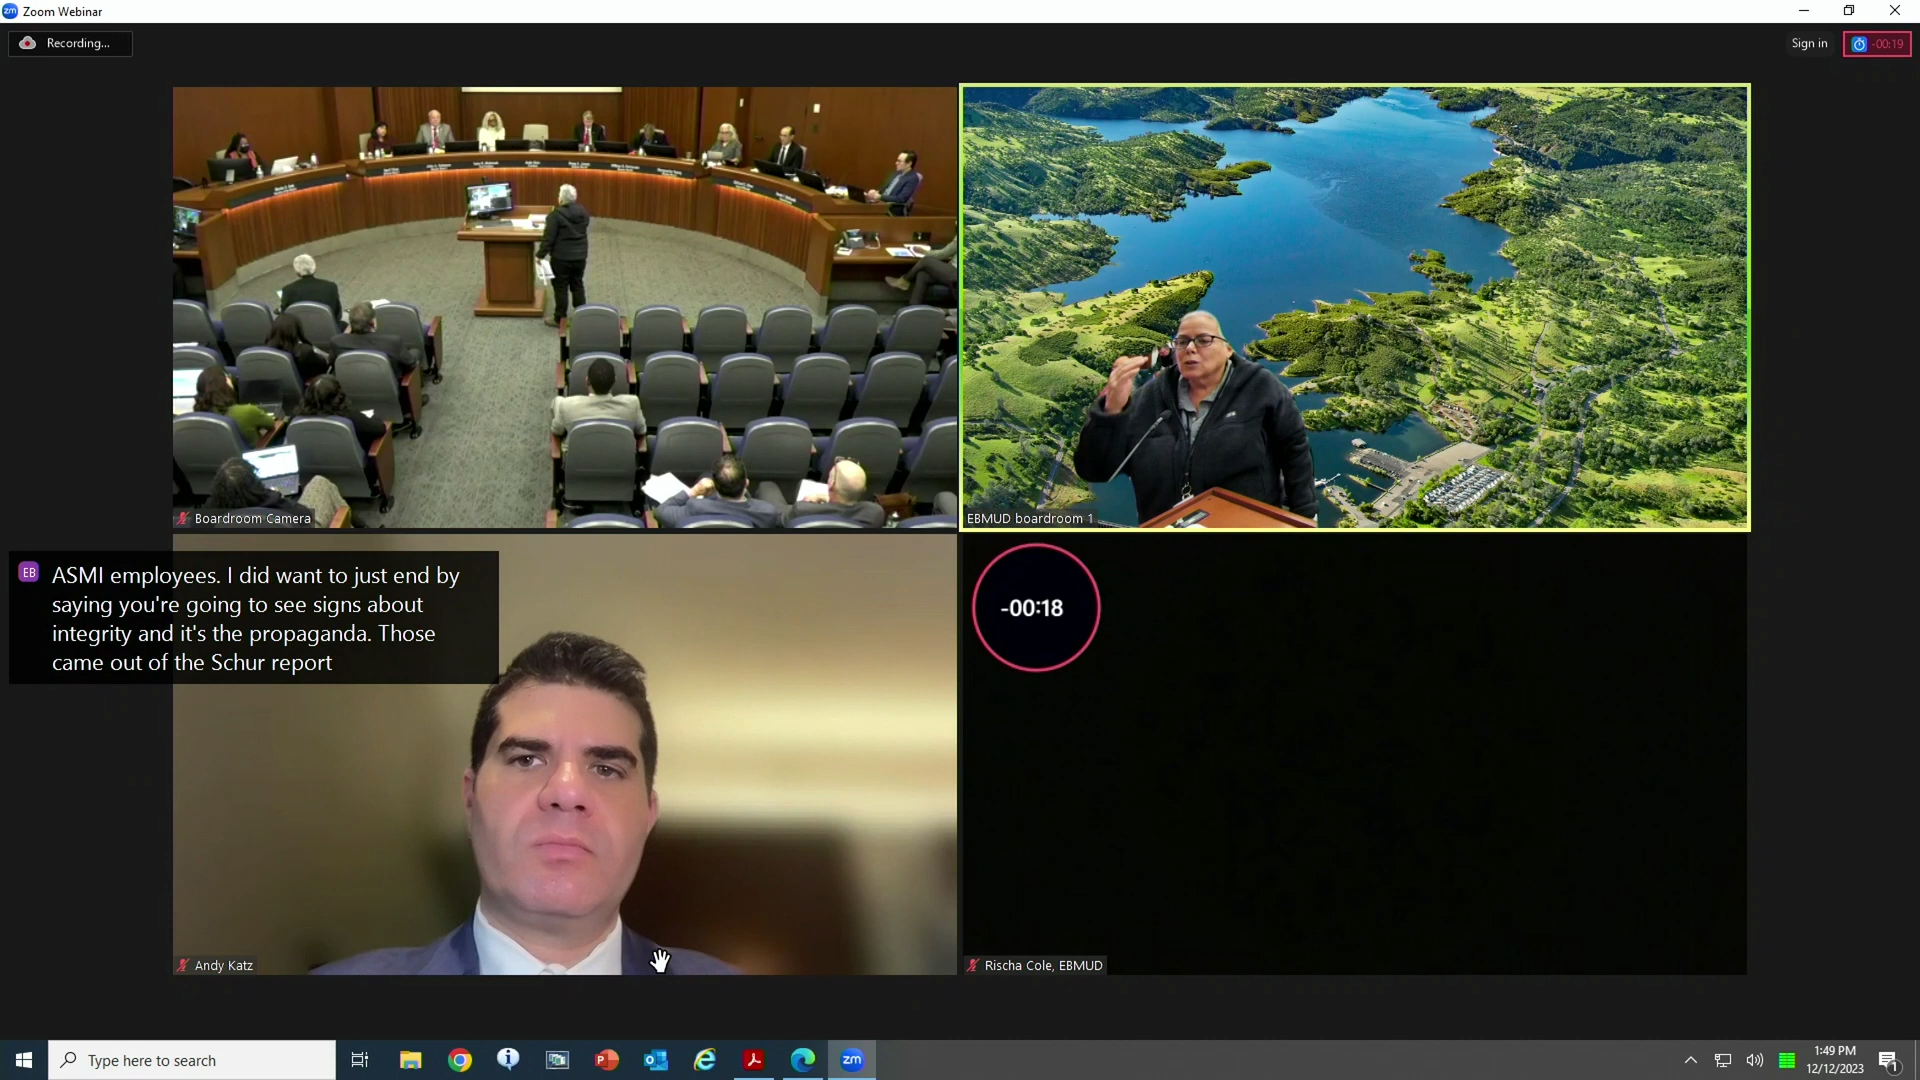 zm Zoom Webinar
Recording...
Sign in
-00:19
Boardroom Camera
EBMUD boardroom 1
EB
ASMI employees. I did want to just end by
saying you're going to see signs about
integrity and it's the propaganda. Those
came out of the Schur report
-00:18
Andy Katz
Rischa Cole, EBMUD
Type here to search
zm
1:49 PM
12/12/2023
1